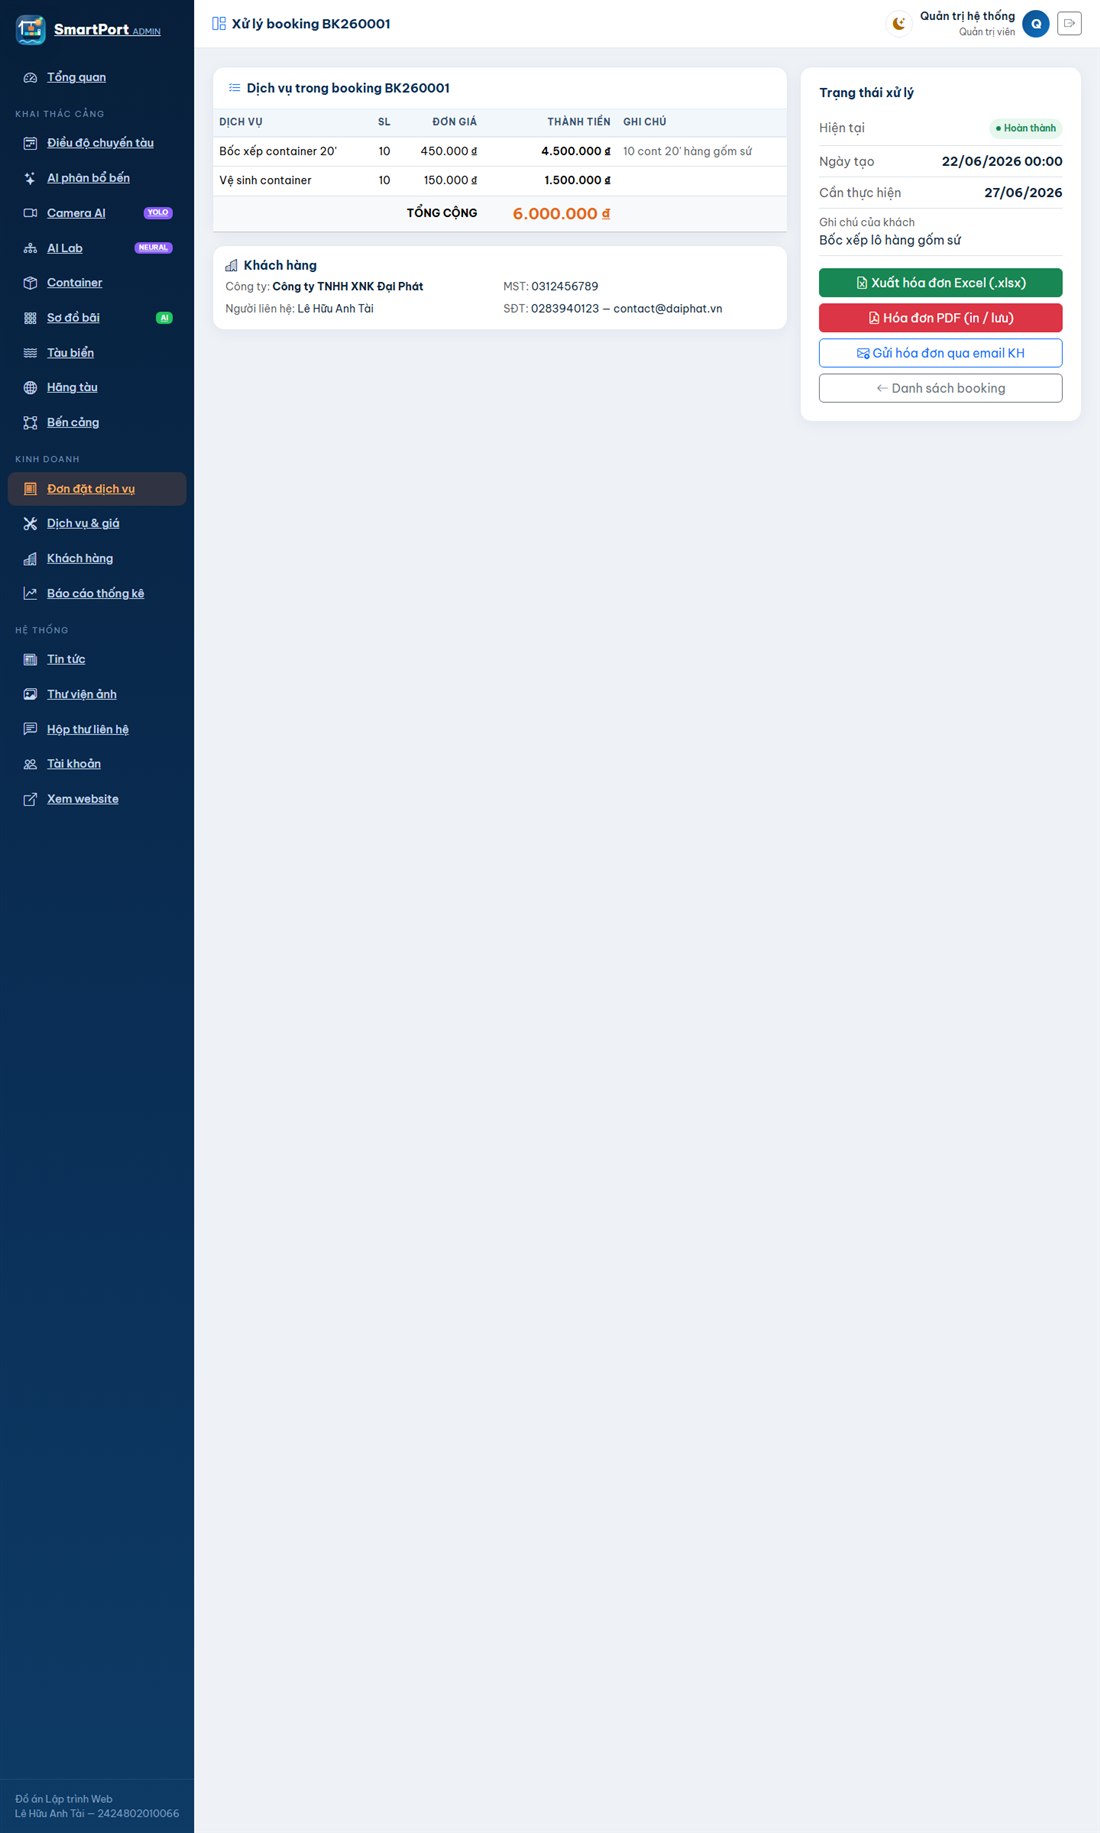 SmartPort ADMIN
Tổng quan
KHAI THÁC CẢNG
Điều độ chuyến tàu
AI phân bổ bến
Camera AI YOLO
AI Lab NEURAL
Container
Sơ đồ bãi AI
Tàu biển
Hãng tàu
Bến cảng
KINH DOANH
Đơn đặt dịch vụ
Dịch vụ & giá
Khách hàng
Báo cáo thống kê
HỆ THỐNG
Tin tức
Thư viện ảnh
Hộp thư liên hệ
Tài khoản
Xem website
Đồ án Lập trình Web
Lê Hữu Anh Tài — 2424802010066
Xử lý booking BK260001
Quản trị hệ thống
Quản trị viên
Q
Dịch vụ trong booking BK260001
DỊCH VỤ SL ĐƠN GIÁ THÀNH TIỀN GHI CHÚ
Bốc xếp container 20' 10 450.000 ₫ 4.500.000 ₫ 10 cont 20' hàng gốm sứ
Vệ sinh container 10 150.000 ₫ 1.500.000 ₫
TỔNG CỘNG 6.000.000 ₫
Khách hàng
Công ty: Công ty TNHH XNK Đại Phát MST: 0312456789
Người liên hệ: Lê Hữu Anh Tài SĐT: 0283940123 — contact@daiphat.vn
Trạng thái xử lý
Hiện tại Hoàn thành
Ngày tạo 22/06/2026 00:00
Cần thực hiện 27/06/2026
Ghi chú của khách
Bốc xếp lô hàng gốm sứ
Xuất hóa đơn Excel (.xlsx)
Hóa đơn PDF (in / lưu)
Gửi hóa đơn qua email KH
← Danh sách booking